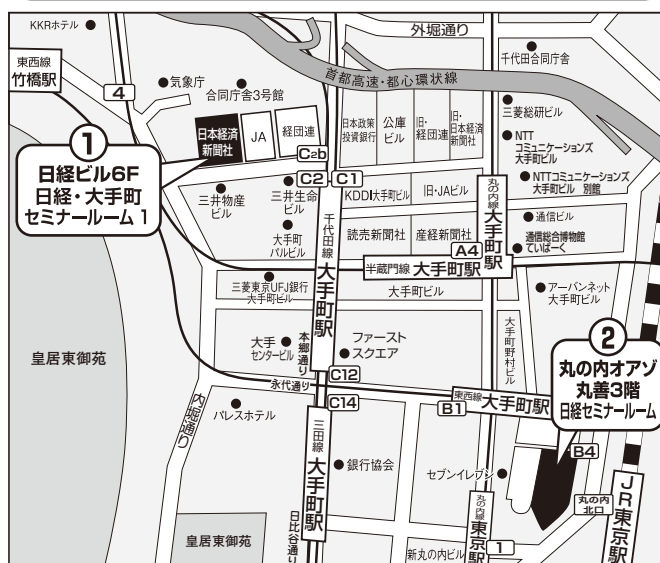 KKRホテル
外堀通り
千代田合同庁舎
東西線
竹橋駅
4
気象庁
合同庁舎3号館
首都高速・都心環状線
三菱総研ビル
NTT
コミュニケーションズ
大手町ビル
NTTコミュニケーションズ
大手町ビル 別館
日本経済
新聞社
JA
経団連
日本政策
投資銀行
公庫
ビル
旧・
経団連
旧・
日本経済
新聞社
C2b
C2
C1
1
日経ビル6F
日経・大手町
セミナールーム 1
三井物産
ビル
三井生命
ビル
KDDI大手町ビル
旧・JAビル
丸の内線
大手町駅
通信ビル
通信総合博物館
ていぱーく
大手町
パルビル
千代田線
大手町駅
読売新聞社
産経新聞社
A4
半蔵門線 大手町駅
三菱東京UFJ銀行
大手町ビル
大手町ビル
アーバンネット
大手町ビル
皇居東御苑
大手
センタービル
本郷通り
ファースト
スクエア
大手町野村ビル
2
丸の内オアゾ
丸善3階
日経セミナールーム
永代通り
C12
C14
東西線 大手町駅
B1
B4
内堀通り
パレスホテル
三田線
大手町駅
銀行協会
セブンイレブン
丸の内線
東京駅
丸の内
北口
JR東京駅
皇居東御苑
日比谷通り
新丸の内ビル
1